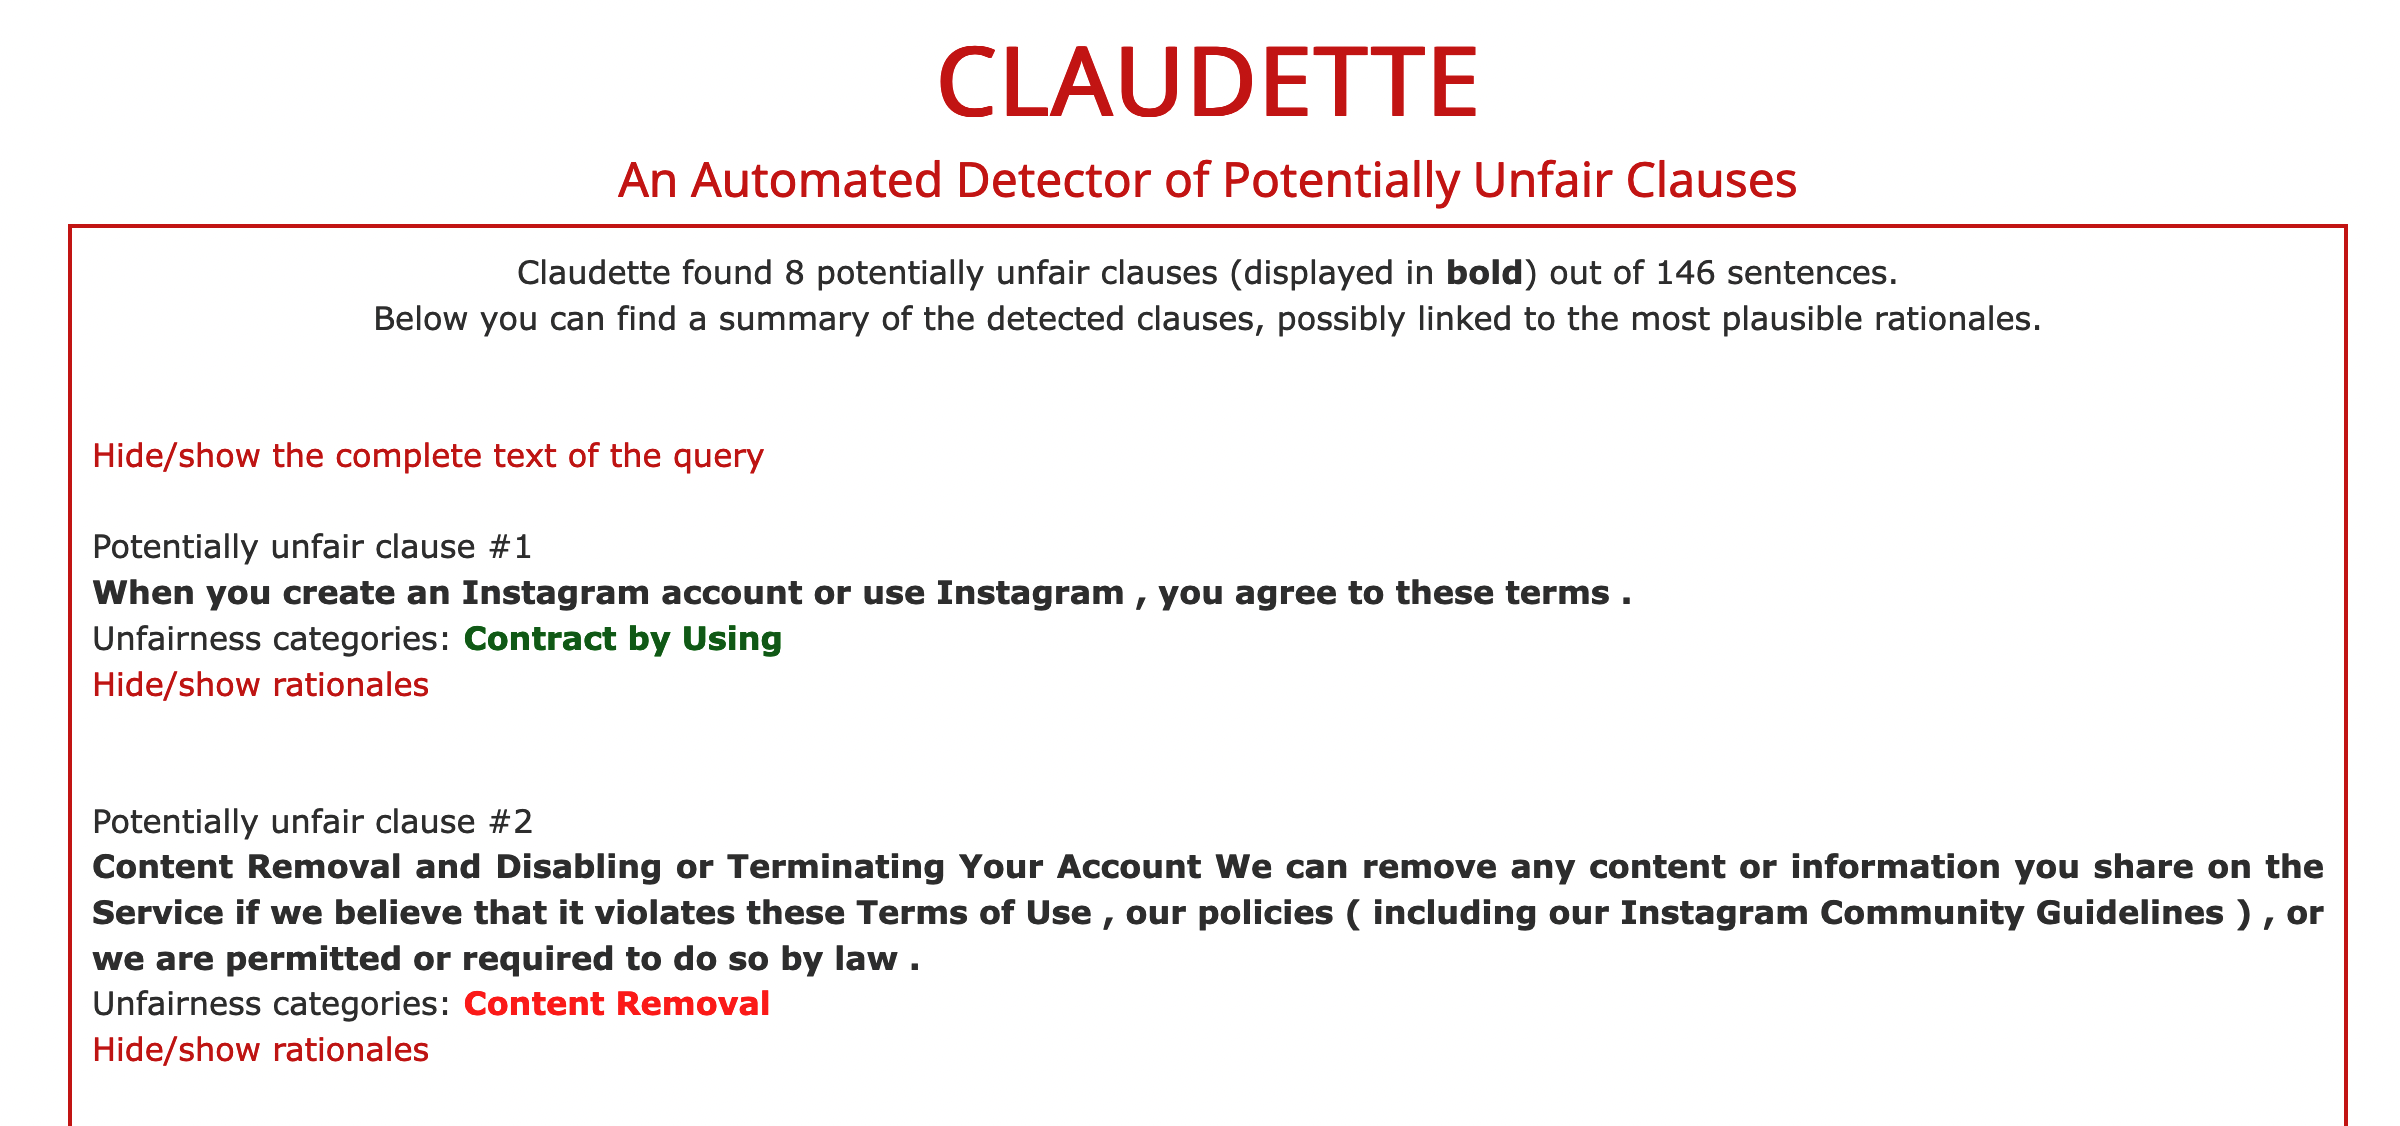 CLAUDETTE
An Automated Detector of Potentially Unfair Clauses
Claudette found 8 potentially unfair clauses (displayed in bold) out of 146 sentences.
Below you can find a summary of the detected clauses, possibly linked to the most plausible rationales.
Hide/show the complete text of the query
Potentially unfair clause #1
When you create an Instagram account or use Instagram , you agree to these terms .
Unfairness categories: Contract by Using
Hide/show rationales
Potentially unfair clause #2
Content Removal and Disabling or Terminating Your Account We can remove any content or information you share on the
Service if we believe that it violates these Terms of Use , our policies ( including our Instagram Community Guidelines ) , or
we are permitted or required to do so by law .
Unfairness categories: Content Removal
Hide/show rationales